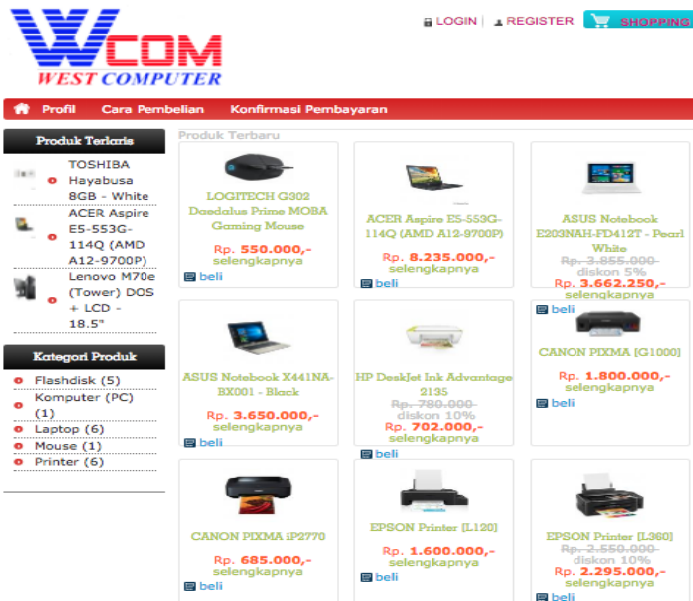 WCOM
WEST COMPUTER
LOGIN
REGISTER
SHOPPING
Profil
Cara Pembelian
Konfirmasi Pembayaran
Produk Terlaris
TOSHIBA
Hayabusa
8GB - White
ACER Aspire
E5-553G-
114Q (AMD
A12-9700P)
Lenovo M70e
(Tower) DOS
+ LCD -
18.5"
Kategori Produk
Flashdisk (5)
Komputer (PC)
(1)
Laptop (6)
Mouse (1)
Printer (6)
Produk Terbaru
LOGITECH G302
Daedalus Prime MOBA
Gaming Mouse
Rp. 550.000,-
selengkapnya
beli
ACER Aspire E5-553G-
114Q (AMD A12-9700P)
Rp. 8.235.000,-
selengkapnya
beli
ASUS Notebook
E203NAH-FD412T - Pearl
White
Rp. 3.855.000
diskon 5%
Rp. 3.662.250,-
selengkapnya
beli
ASUS Notebook X441NA-
BX001 - Black
Rp. 3.650.000,-
selengkapnya
beli
HP DeskJet Ink Advantage
2135
Rp. 780.000
diskon 10%
Rp. 702.000,-
selengkapnya
beli
CANON PIXMA [G1000]
Rp. 1.800.000,-
selengkapnya
beli
CANON PIXMA iP2770
Rp. 685.000,-
selengkapnya
beli
EPSON Printer [L120]
Rp. 1.600.000,-
selengkapnya
beli
EPSON Printer [L360]
Rp. 2.550.000
diskon 10%
Rp. 2.295.000,-
selengkapnya
beli